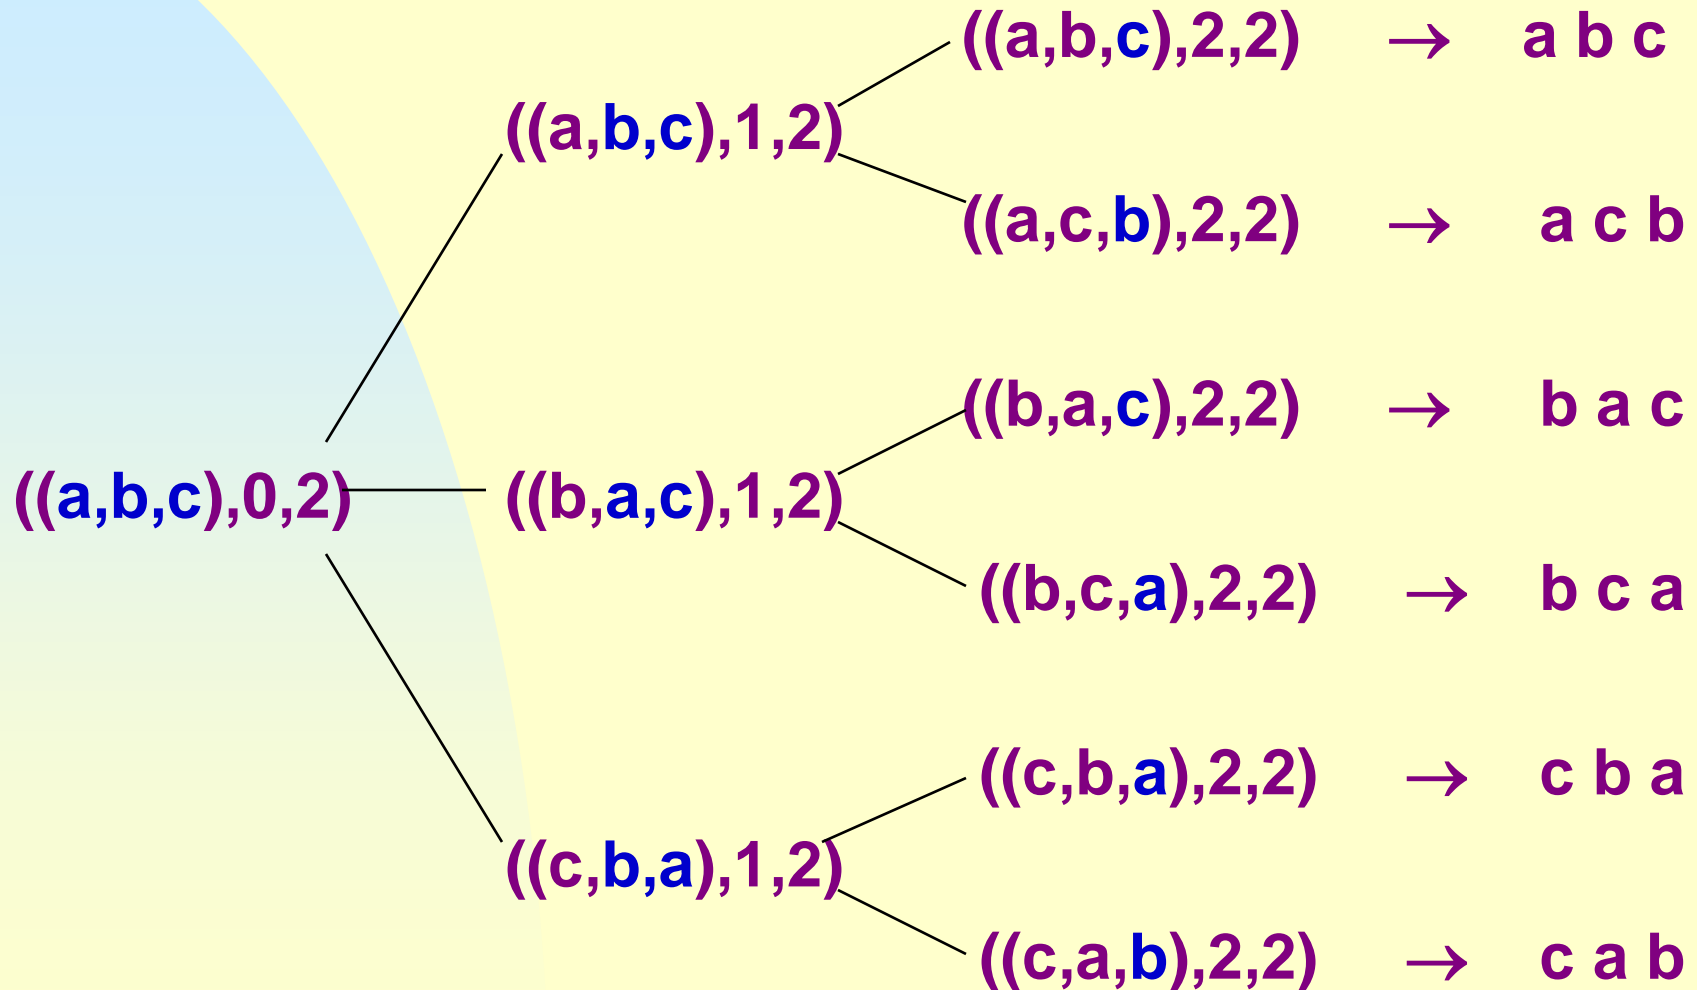 ((a,b,c),2,2) → a b c
((a,b,c),1,2)
((a,c,b),2,2) → a c b
((b,a,c),2,2) → b a c
((a,b,c),0,2) ((b,a,c),1,2)
((b,c,a),2,2) → b c a
((c,b,a),2,2) → c b a
((c,b,a),1,2)
((c,a,b),2,2) → c a b